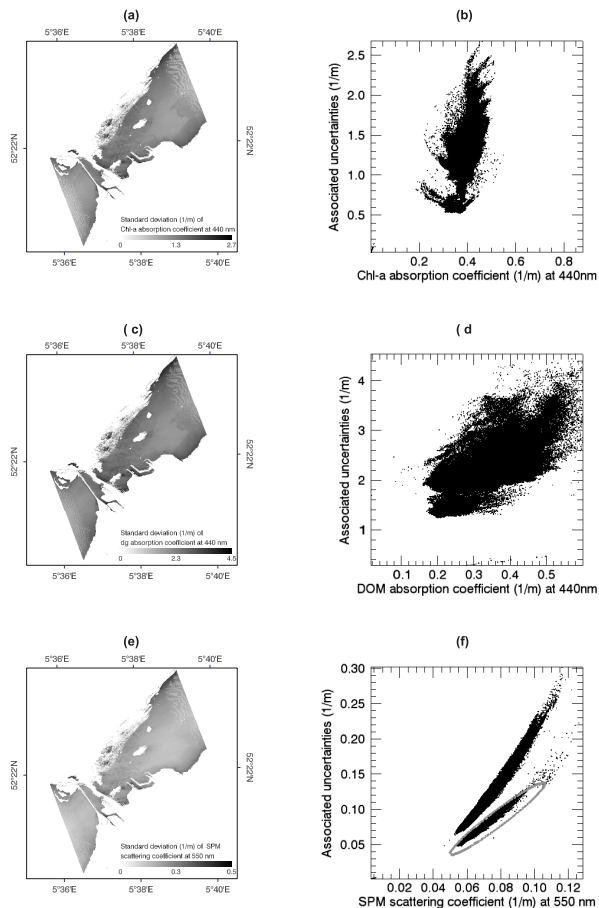 (a)
5°36'E 5°38'E 5°40'E
52°22'N
52°22N
Standard deviation (1/m) of
Chl-a absorption coefficient at 440 nm
0 1.3 2.7
5°36'E 5°38'E 5°40'E
(b)
Associated uncertainties (1/m)
2.5
2.0
1.5
1.0
0.5
0.2 0.4 0.6 0.8
Chl-a absorption coefficient (1/m) at 440nm
( c)
5°36'E 5°38'E 5°40'E
52°22N
52°22N
Standard deviation (1/m) of
dg absorption coefficient at 440 nm
0 2.3 4.5
5°36'E 5°38'E 5°40'E
( d
Associated uncertainties (1/m)
4
3
2
1
0.1 0.2 0.3 0.4 0.5
DOM absorption coefficient (1/m) at 440nm
(e)
5°36'E 5°38'E 5°40'E
52°22N
52°22'N
Standard deviation (1/m) of SPM
scattering coefficient at 550 nm
0 0.3 0.5
5°36'E 5°38'E 5°40'E
(f)
Associated uncertainties (1/m)
0.30
0.25
0.20
0.15
0.10
0.05
0.02 0.04 0.06 0.08 0.10 0.12
SPM scattering coefficient (1/m) at 550 nm